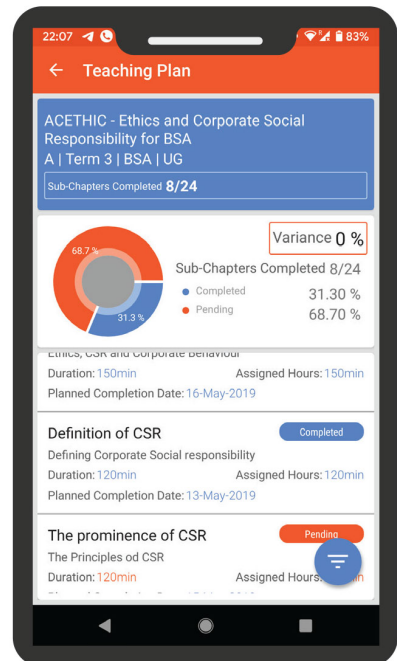 22:07
83%
Teaching Plan
ACETHIC - Ethics and Corporate Social
Responsibility for BSA
A | Term 3 | BSA | UG
Sub-Chapters Completed 8/24
Variance 0 %
68.7 %
31.3 %
Sub-Chapters Completed 8/24
Completed 31.30 %
Pending 68.70 %
Ethics, CSR and Corporate Behaviour
Duration: 150min Assigned Hours: 150min
Planned Completion Date: 16-May-2019
Definition of CSR Completed
Defining Corporate Social responsibility
Duration: 120min Assigned Hours: 120min
Planned Completion Date: 13-May-2019
The prominence of CSR Pending
The Principles od CSR
Duration: 120min Assigned Hours: